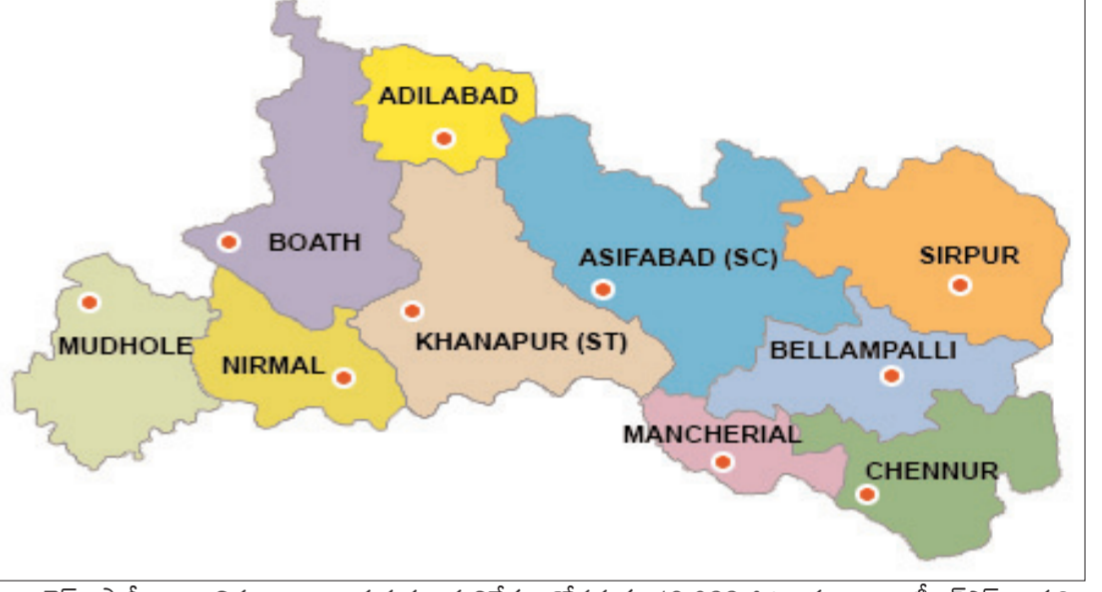 ADILABAD
BOATH
ASIFABAD (SC)
SIRPUR
MUDHOLE
KHANAPUR (ST)
BELLAMPALLI
NIRMAL
MANCHERIAL
CHENNUR